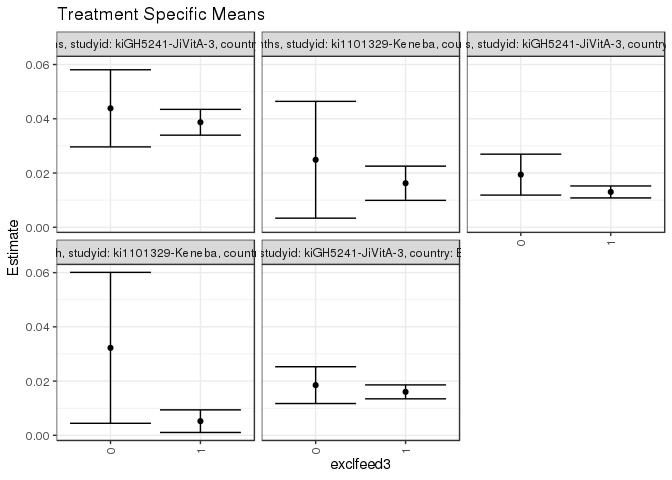 Treatment Specific Means
studyid: kiGH5241-JiVitA-3, countr
studyid: ki1101329-Keneba, cou
studyid: kiGH5241-JiVitA-3, country
0.06
0.04
0.02
0.00
0 1
Estimate
studyid: ki1101329-Keneba, countr
studyid: kiGH5241-JiVitA-3, country:
0.06
0.04
0.02
0.00
0 1 0 1
exclfeed3